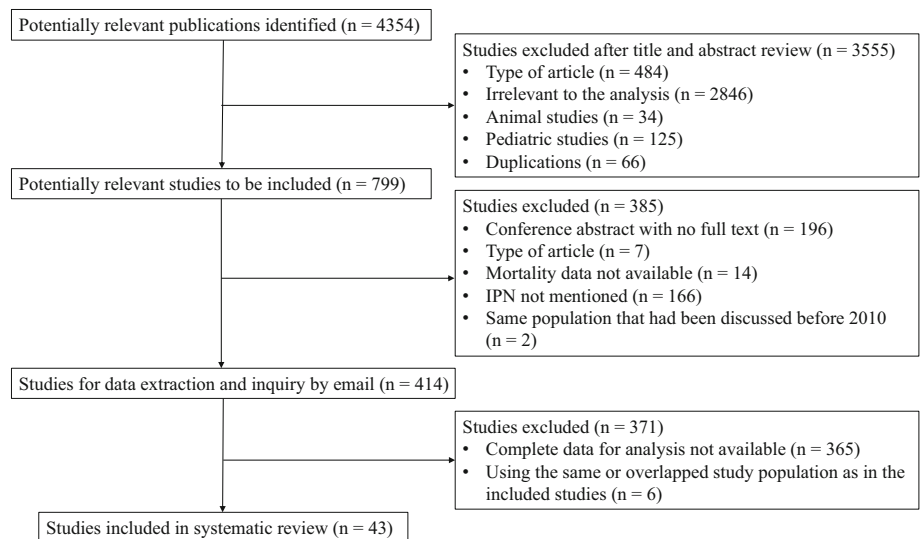 Potentially relevant publications identified (n = 4354)
Studies excluded after title and abstract review (n = 3555)
• Type of article (n = 484)
• Irrelevant to the analysis (n = 2846)
• Animal studies (n = 34)
• Pediatric studies (n = 125)
• Duplications (n = 66)
Potentially relevant studies to be included (n = 799)
Studies excluded (n = 385)
• Conference abstract with no full text (n = 196)
• Type of article (n = 7)
• Mortality data not available (n = 14)
• IPN not mentioned (n = 166)
• Same population that had been discussed before 2010
(n = 2)
Studies for data extraction and inquiry by email (n = 414)
Studies excluded (n = 371)
• Complete data for analysis not available (n = 365)
• Using the same or overlapped study population as in the
included studies (n = 6)
Studies included in systematic review (n = 43)